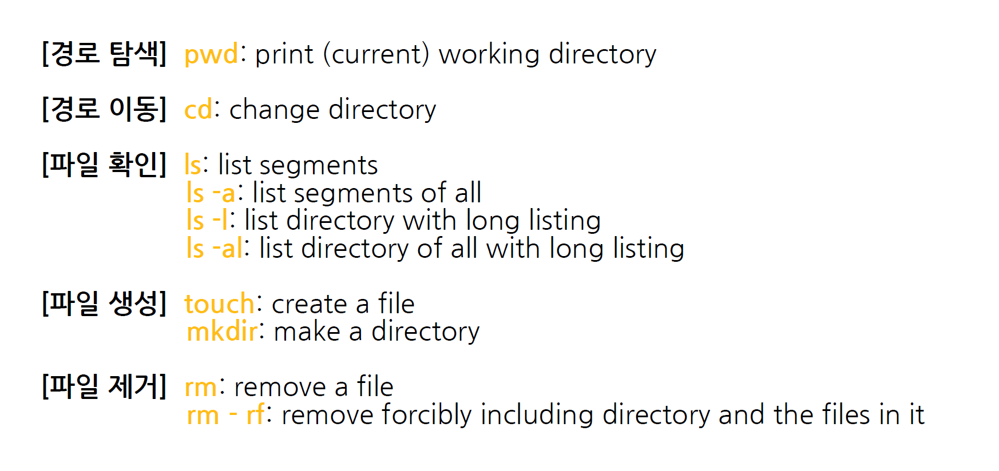 [경로 탐색] pwd: print (current) working directory
[경로 이동] cd: change directory
[파일 확인] ls: list segments
ls -a: list segments of all
ls -l: list directory with long listing
ls -al: list directory of all with long listing
[파일 생성] touch: create a file
mkdir: make a directory
[파일 제거] rm: remove a file
rm - rf: remove forcibly including directory and the files in it